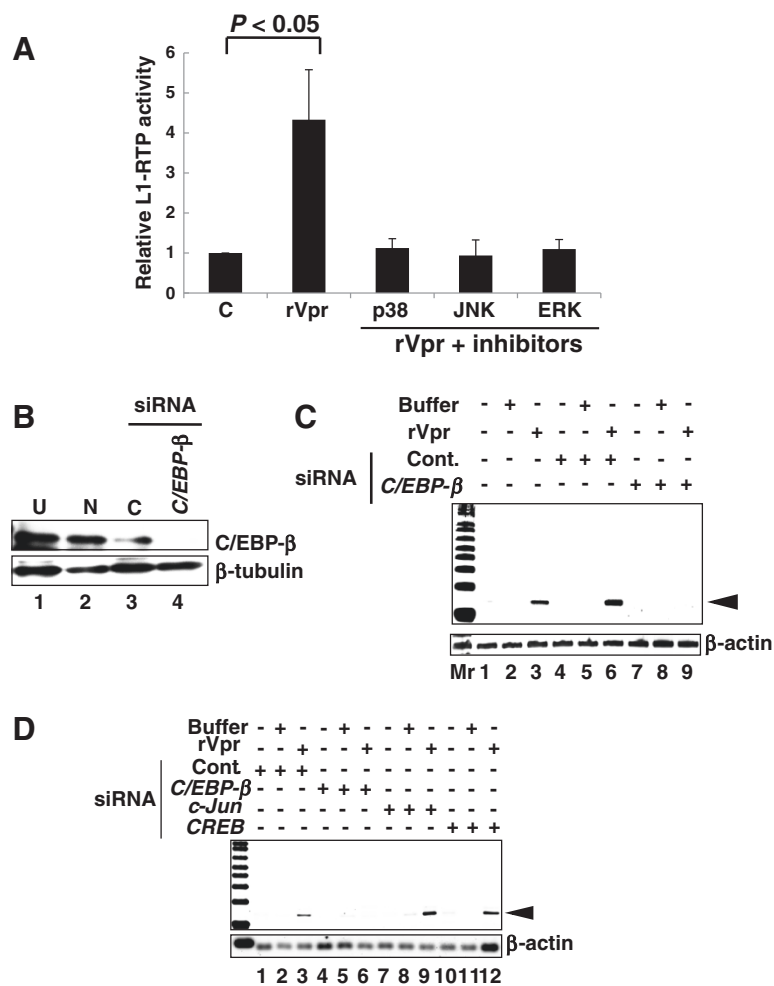 A
P < 0.05
Relative L1-RTP activity
6
5
4
3
2
1
0
C rVpr p38 JNK ERK
rVpr + inhibitors
B
siRNA
U N C C/EBP-β
C/EBP-β
β-tubulin
1 2 3 4
C
Buffer - + - - + - - + -
rVpr - - + - - + - - +
siRNA
Cont. - - - + + + - - -
C/EBP-β - - - - - - + + +
β-actin
Mr 1 2 3 4 5 6 7 8 9
D
Buffer - + - - + - - + - - + -
rVpr - - + - - + - - + - - +
siRNA
Cont. + + + - - - - - - - - -
C/EBP-β - - - + + + - - - - - -
c-Jun - - - - - - + + + - - -
CREB - - - - - - - - - + + +
β-actin
1 2 3 4 5 6 7 8 9 10 11 12